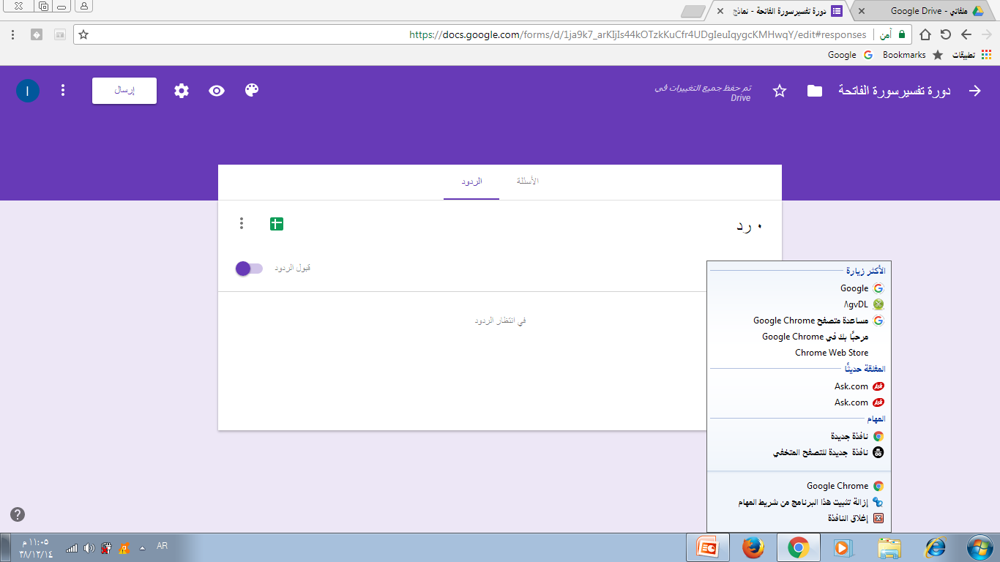 ملفاتي - Google Drive
دورة تفسيرسورة الفاتحة - نماذج
آمن
https://docs.google.com/forms/d/1ja9k7_arKIjIs44kOTzkKuCfr4UDgIeuIqygcKMHwqY/edit#responses
تطبيقات
Bookmarks
Google
دورة تفسيرسورة الفاتحة
تم حفظ جميع التغييرات في
Drive
إرسال
I
الأسئلة
الردود
٠ رد
قبول الردود
في انتظار الردود
الأكثر زيارة
Google
AgvDL
مساعدة متصفح Google Chrome
مرحبًا بك في Google Chrome
Chrome Web Store
المغلقة حديثًا
Ask.com
Ask.com
المهام
نافذة جديدة
نافذة جديدة للتصفح المتخفي
Google Chrome
إزالة تثبيت هذا البرنامج من شريط المهام
إغلاق النافذة
AR
١١:٠٥ م
٣٨/١٢/١٤